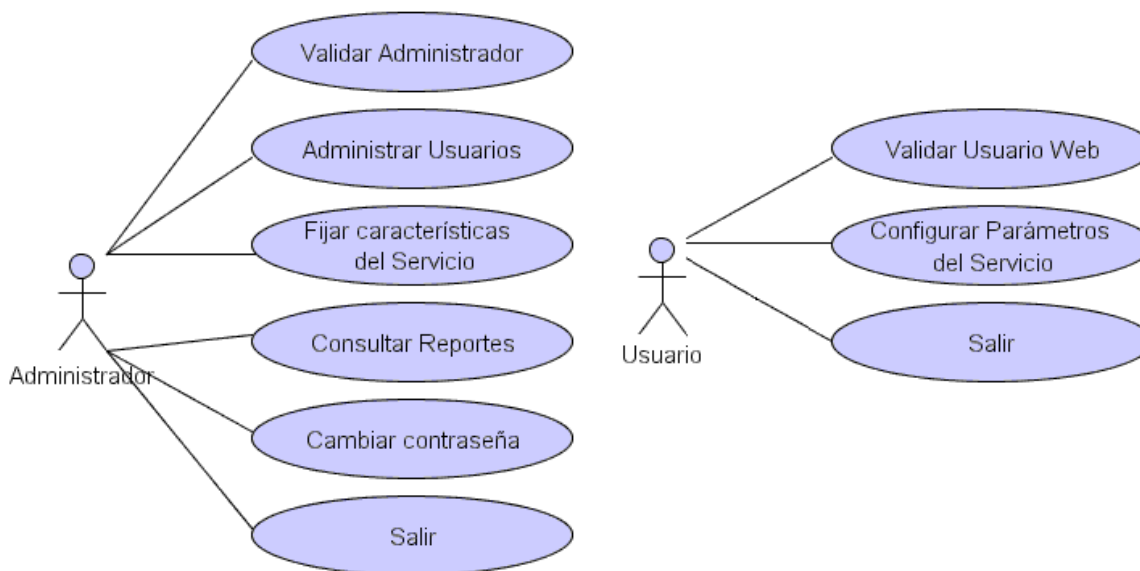 Validar Administrador
Administrar Usuarios
Fijar características
del Servicio
Consultar Reportes
Cambiar contraseña
Salir
Administrador
Validar Usuario Web
Configurar Parámetros
del Servicio
Salir
Usuario